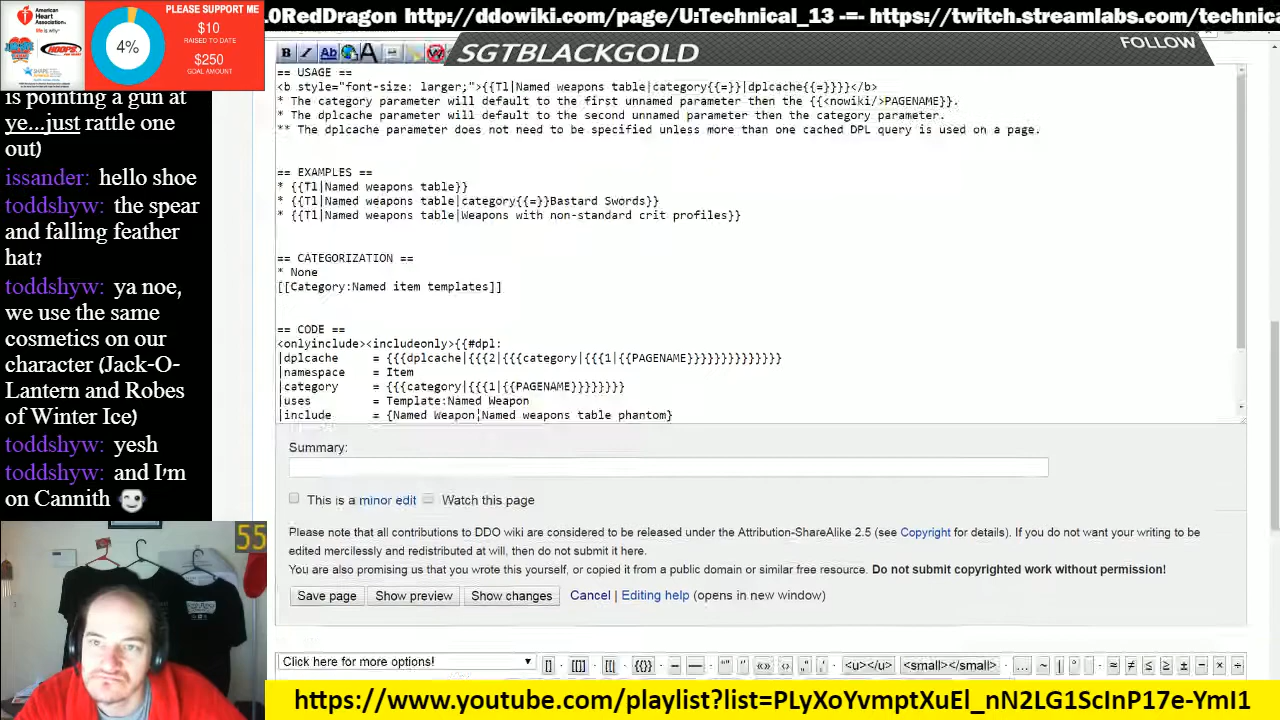 American
Heart
Association®
life is why™
HOOPS
SHAPE
4%
PLEASE SUPPORT ME
$10
RAISED TO DATE
$250
GOAL AMOUNT
.0RedDragon http://ddowiki.com/page/U:Technical_13 -=- https://twitch.streamlabs.com/technica
SGTBLACKGOLD
FOLLOW
is pointing a gun at
ye...just rattle one
out)
issander: hello shoe
toddshyw: the spear
and falling feather
hat?
toddshyw: ya noe,
we use the same
cosmetics on our
character (Jack-O-
Lantern and Robes
of Winter Ice)
toddshyw: yesh
toddshyw: and I'm
on Cannith
55
B I Ab A W
== USAGE ==
<b style="font-size: larger;">{{Tl|Named weapons table|category{{=}}|dplcache{{=}}}}</b>
* The category parameter will default to the first unnamed parameter then the {{<nowiki/>PAGENAME}}.
* The dplcache parameter will default to the second unnamed parameter then the category parameter.
** The dplcache parameter does not need to be specified unless more than one cached DPL query is used on a page.
== EXAMPLES ==
* {{Tl|Named weapons table}}
* {{Tl|Named weapons table|category{{=}}Bastard Swords}}
* {{Tl|Named weapons table|Weapons with non-standard crit profiles}}
== CATEGORIZATION ==
* None
[[Category:Named item templates]]
== CODE ==
<onlyinclude><includeonly>{{#dpl:
|dplcache = {{{dplcache|{{{2|{{{category|{{{1|{{PAGENAME}}}}}}}}}}}}}}
|namespace = Item
|category = {{{category|{{{1|{{PAGENAME}}}}}}}}
|uses = Template:Named Weapon
|include = {Named Weapon¦Named weapons table phantom}
Summary:
This is a minor edit Watch this page
Please note that all contributions to DDO wiki are considered to be released under the Attribution-ShareAlike 2.5 (see Copyright for details). If you do not want your writing to be
edited mercilessly and redistributed at will, then do not submit it here.
You are also promising us that you wrote this yourself, or copied it from a public domain or similar free resource. Do not submit copyrighted work without permission!
Save page Show preview Show changes Cancel | Editing help (opens in new window)
Click here for more options! [] [[]] [[ {{}} – — “” ‘’ «» ‹› „ ‚ <u></u> <small></small> … ~ | ° ≈ ≠ ≤ ≥ ± − × ÷
https://www.youtube.com/playlist?list=PLyXoYvmptXuEl_nN2LG1ScInP17e-YmI1